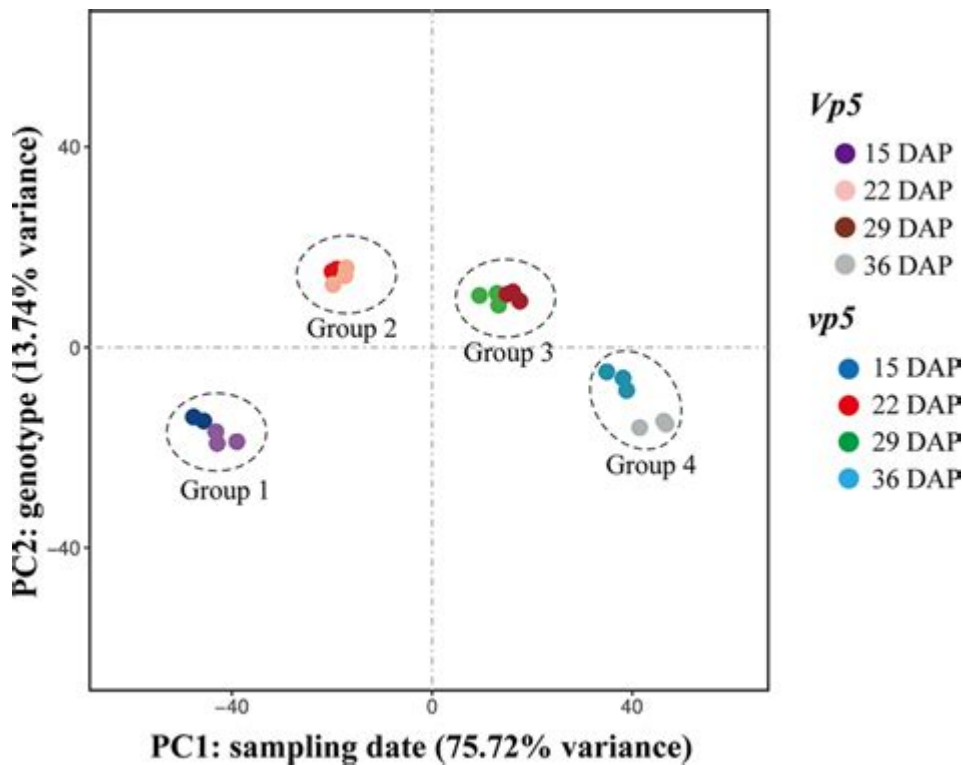 Vp5
15 DAP
22 DAP
29 DAP
36 DAP
vp5
15 DAP
22 DAP
29 DAP
36 DAP
PC2: genotype (13.74% variance)
40
0
−40
Group 1
Group 2
Group 3
Group 4
−40
0
40
PC1: sampling date (75.72% variance)